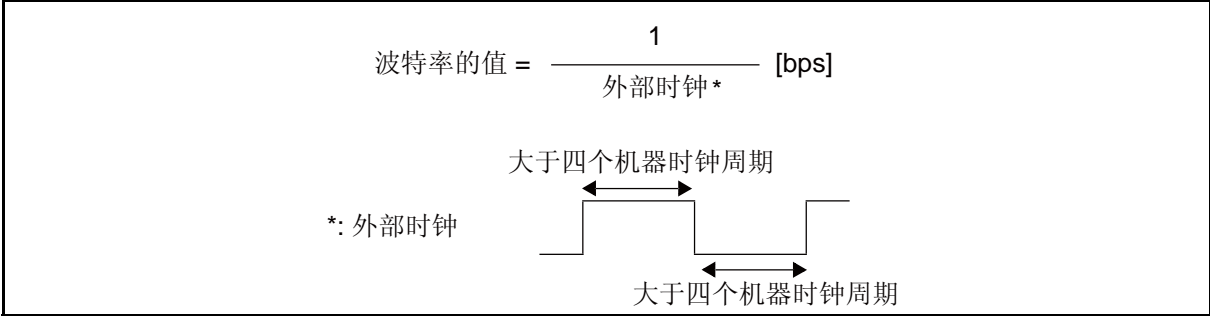 1
波特率的值 = [bps]
外部时钟*
大于四个机器时钟周期
*: 外部时钟
大于四个机器时钟周期